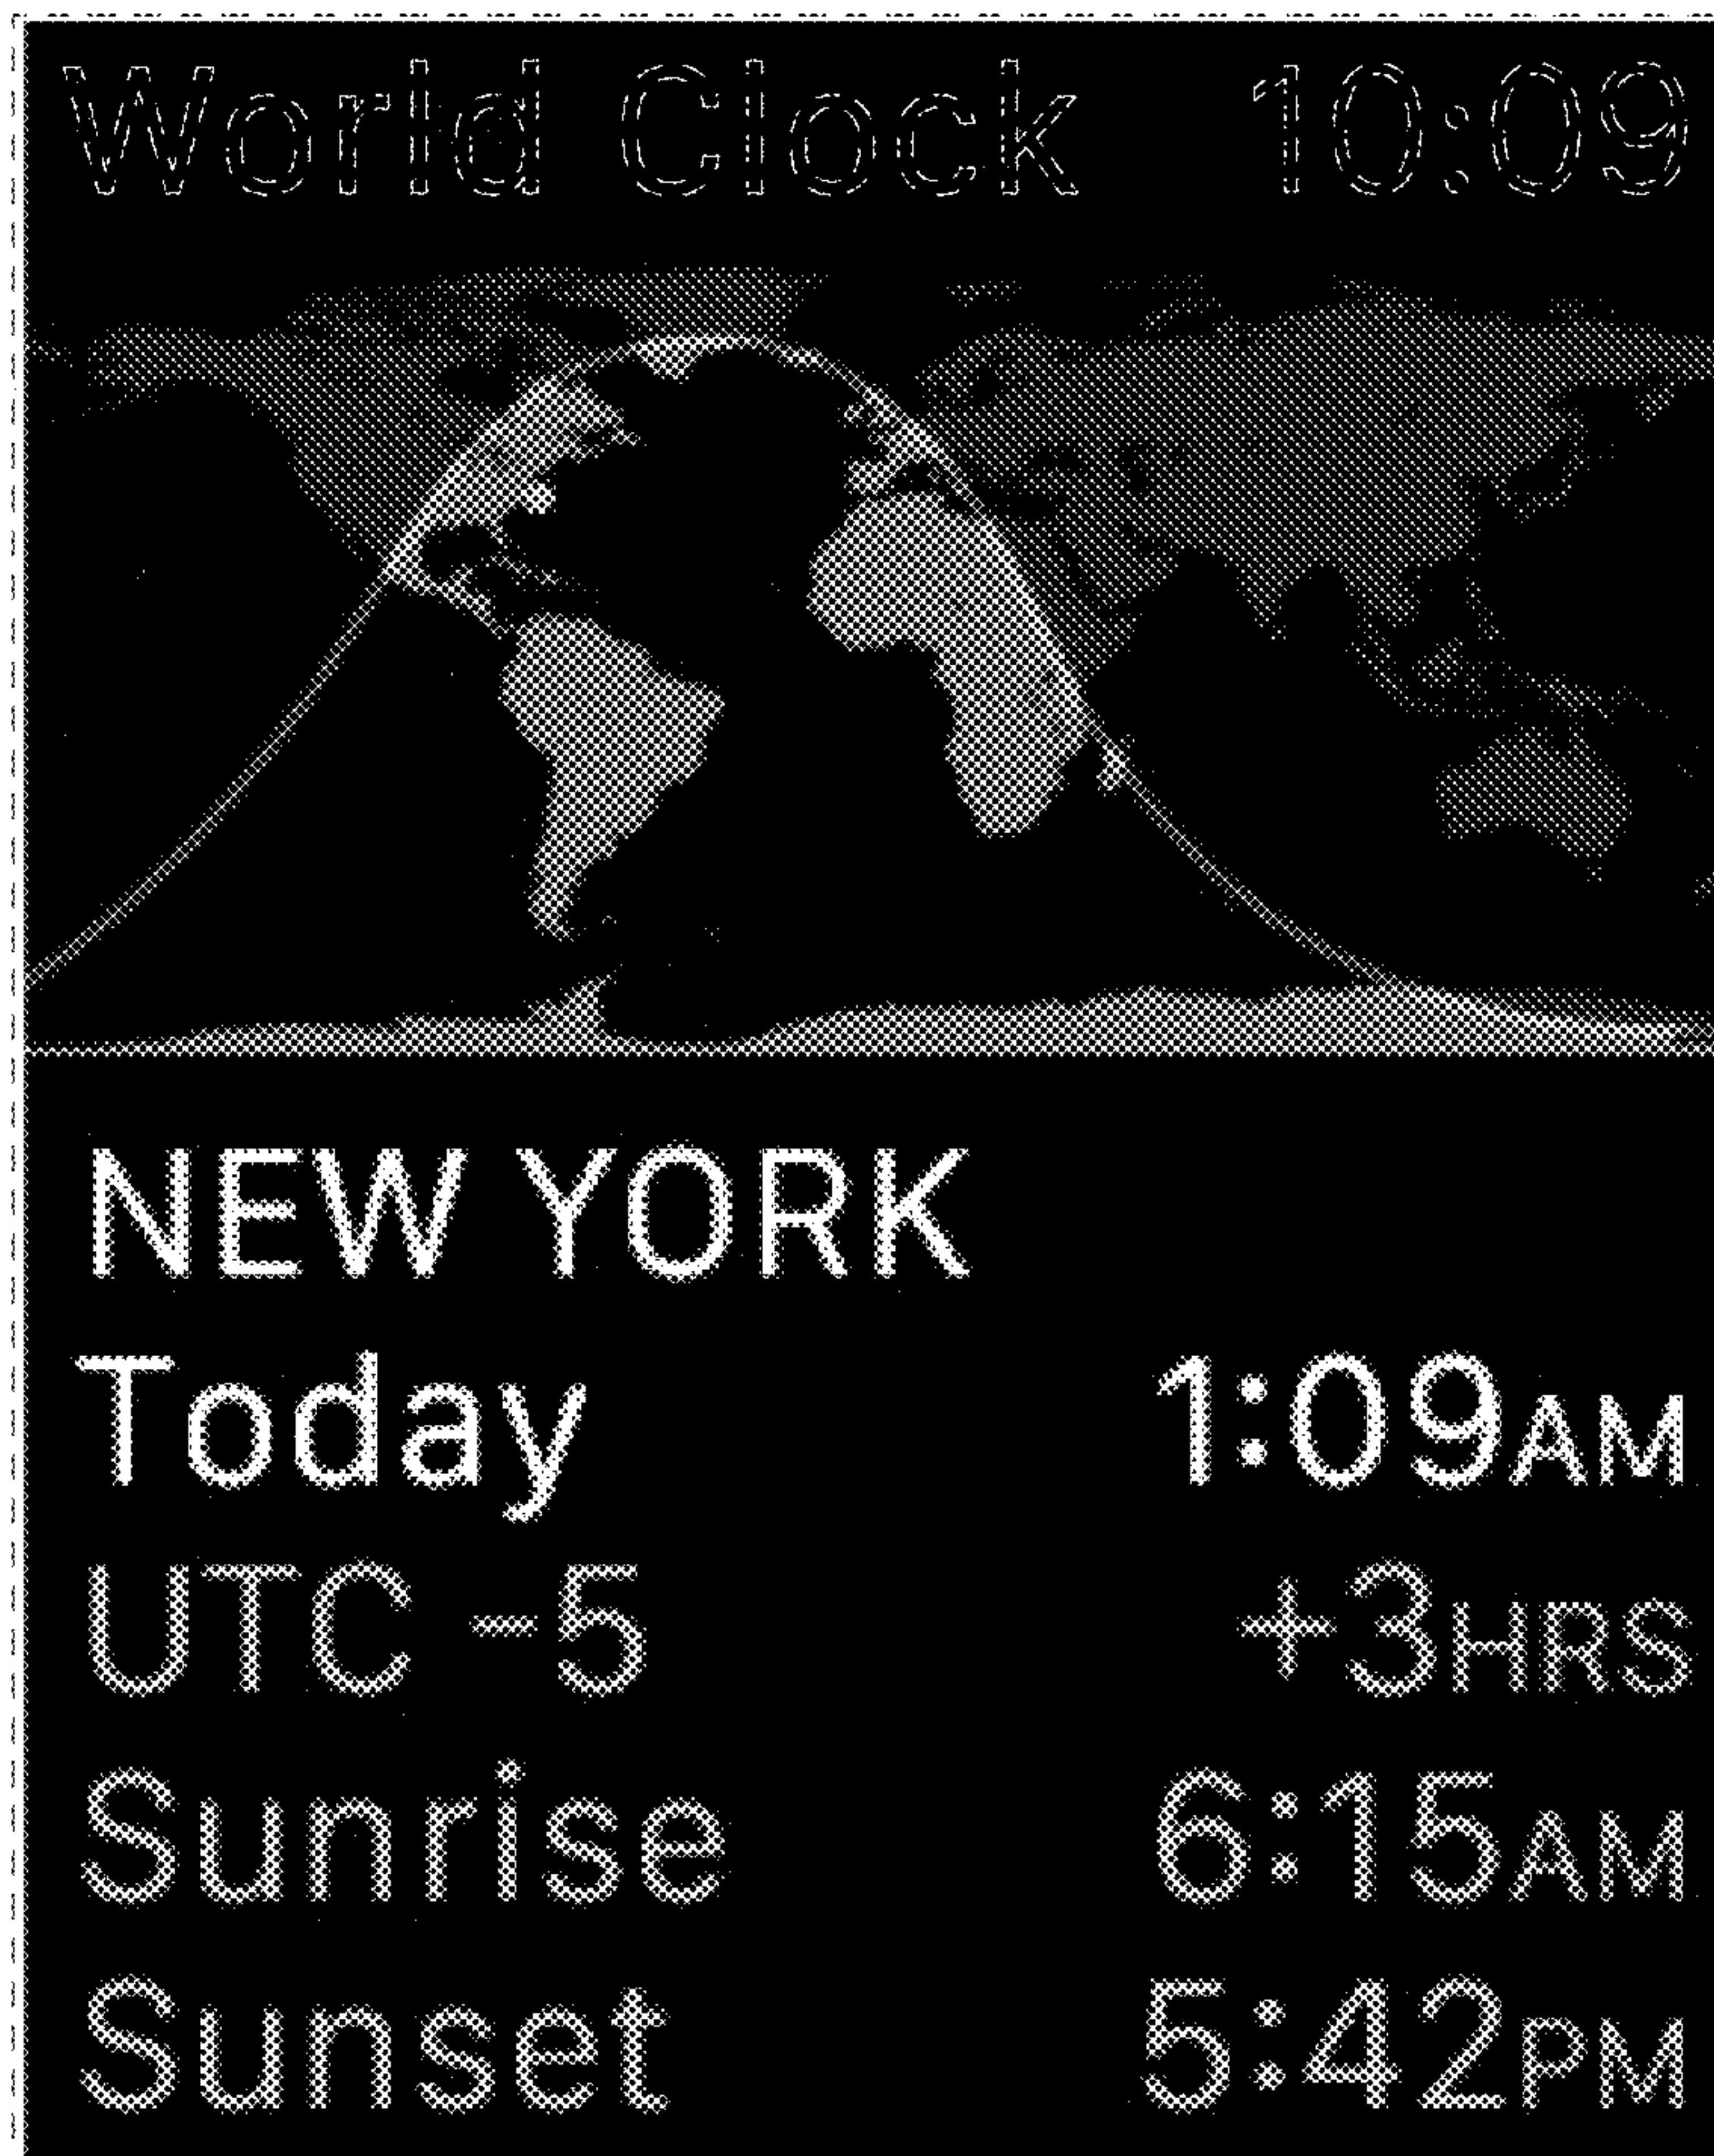 World Clock 10:09
NEW YORK
Today 1:09AM
UTC -5 +3HRS
Sunrise 6:15AM
Sunset 5:42PM